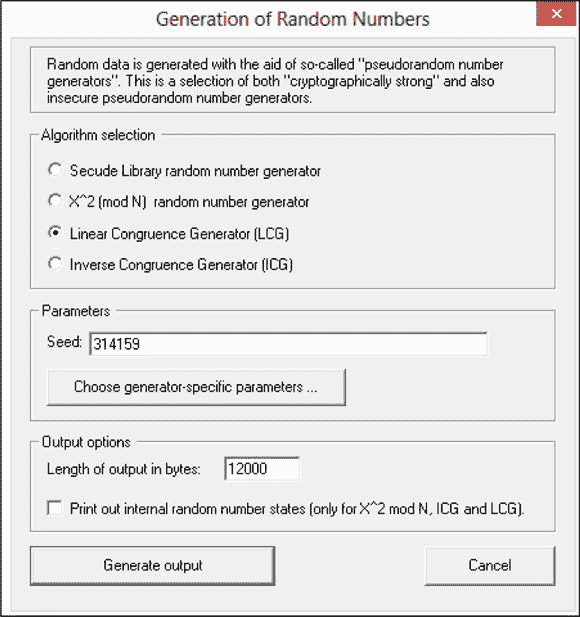 Generation of Random Numbers
Random data is generated with the aid of so-called "pseudorandom number
generators". This is a selection of both "cryptographically strong" and also
insecure pseudorandom number generators.
Algorithm selection
Secude Library random number generator
X^2 (mod N)  random number generator
Linear Congruence Generator (LCG)
Inverse Congruence Generator (ICG)
Parameters
Seed: 314159
Choose generator-specific parameters ...
Output options
Length of output in bytes: 12000
Print out internal random number states (only for X^2 mod N, ICG and LCG).
Generate output
Cancel